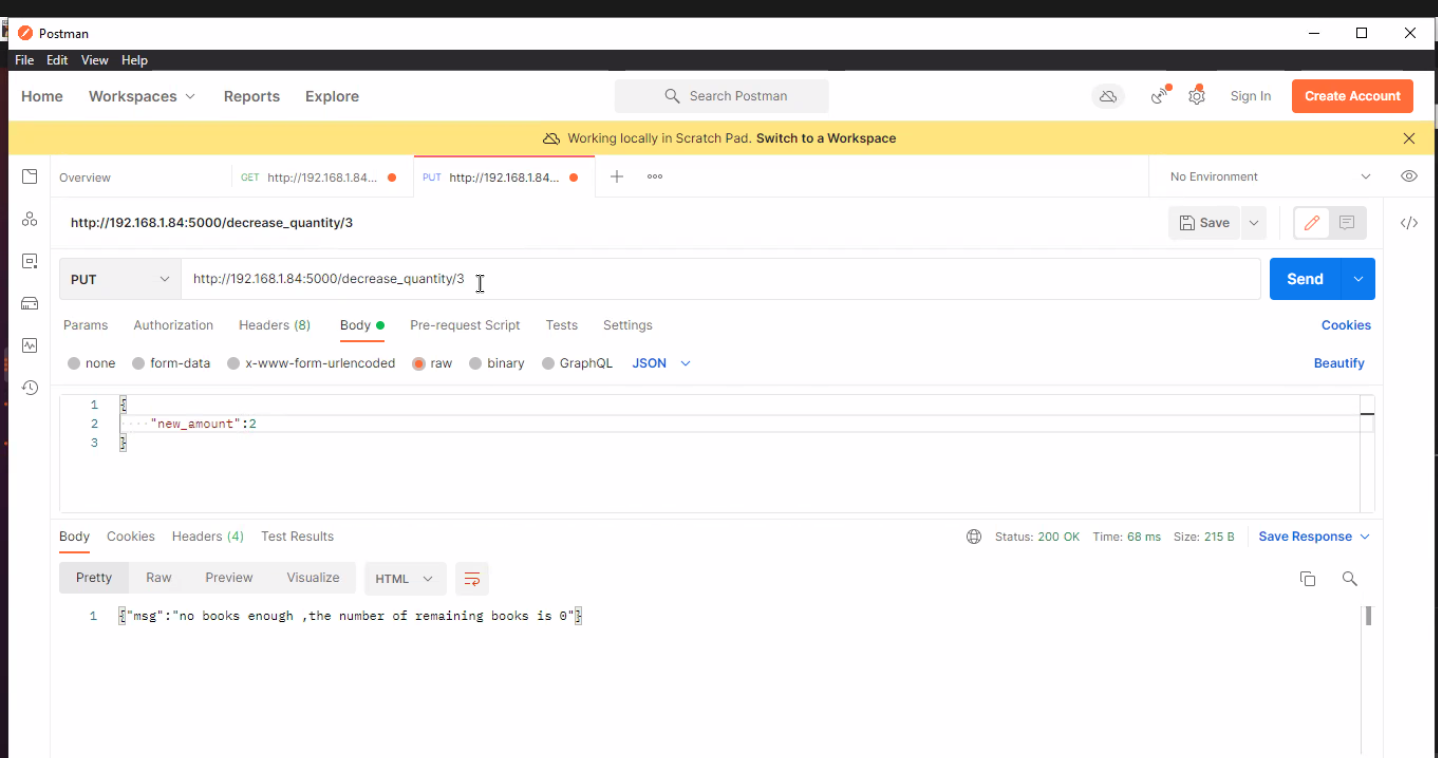 Postman
File Edit View Help
Home Workspaces Reports Explore Search Postman Sign In Create Account
Working locally in Scratch Pad. Switch to a Workspace
Overview GET http://192.168.1.84... PUT http://192.168.1.84... + ooo No Environment
http://192.168.1.84:5000/decrease_quantity/3 Save </>
PUT http://192.168.1.84:5000/decrease_quantity/3 Send
Params Authorization Headers (8) Body Pre-request Script Tests Settings Cookies
none form-data x-www-form-urlencoded raw binary GraphQL JSON Beautify
1 {
2 "new_amount":2
3 }
Body Cookies Headers (4) Test Results Status: 200 OK Time: 68 ms Size: 215 B Save Response
Pretty Raw Preview Visualize HTML
1 {"msg":"no books enough ,the number of remaining books is 0"}